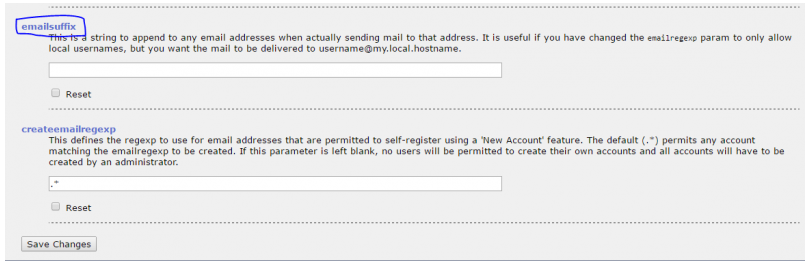 emailsuffix
This is a string to append to any email addresses when actually sending mail to that address. It is useful if you have changed the emailregexp param to only allow
local usernames, but you want the mail to be delivered to username@my.local.hostname.
Reset
createemailregexp
This defines the regexp to use for email addresses that are permitted to self-register using a 'New Account' feature. The default (.*) permits any account
matching the emailregexp to be created. If this parameter is left blank, no users will be permitted to create their own accounts and all accounts will have to be
created by an administrator.
.*
Reset
Save Changes